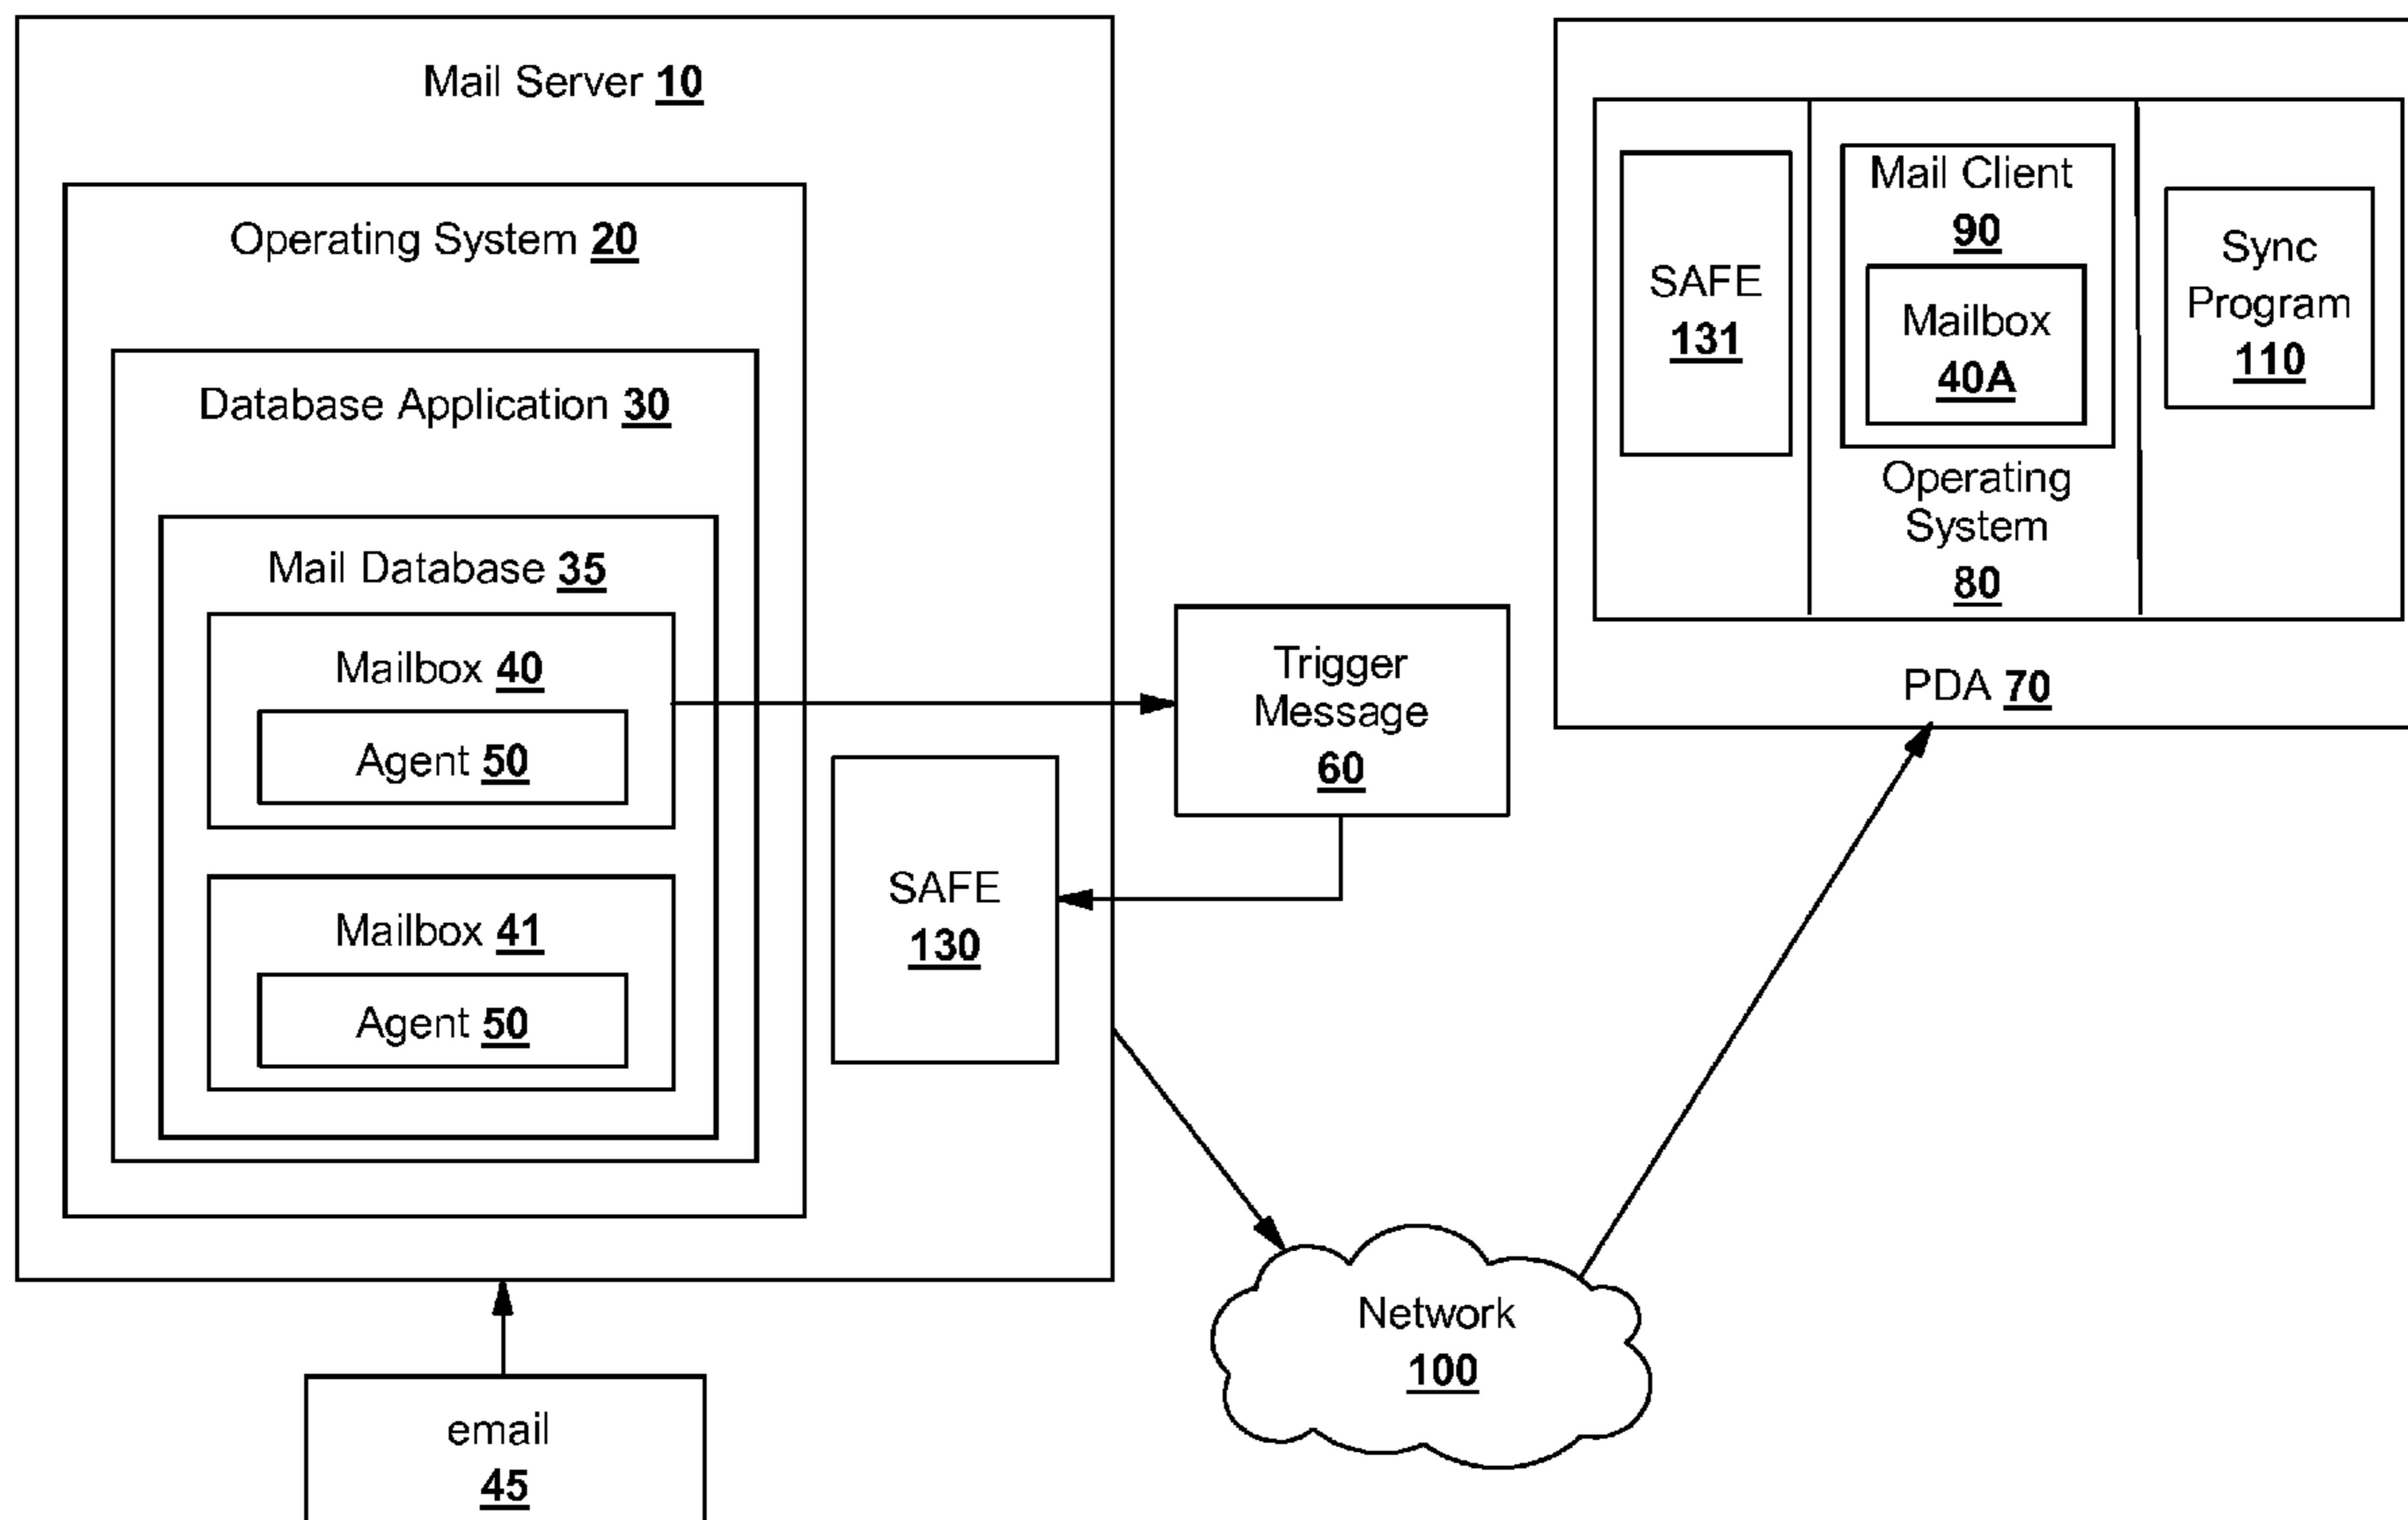 Mail Server 10
Operating System 20
Database Application 30
Mail Database 35
Mailbox 40
Agent 50
Mailbox 41
Agent 50
SAFE
130
email
45
Trigger
Message
60
Network
100
SAFE
131
Mail Client
90
Mailbox
40A
Operating
System
80
Sync
Program
110
PDA 70